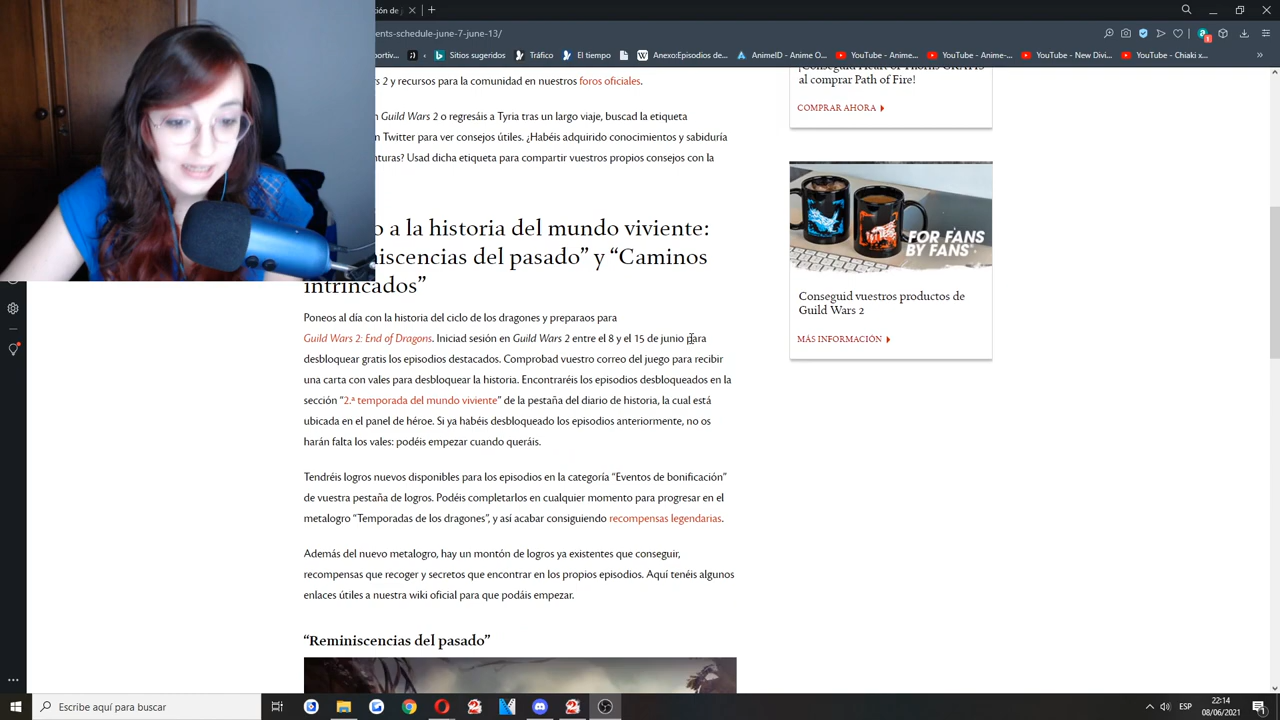 ción de
ents-schedule-june-7-june-13/
1
ortiv...
Sitios sugeridos
Tráfico
El tiempo
Anexo:Episodios de...
AnimeID - Anime O...
YouTube - Anime...
YouTube - Anime-...
YouTube - New Divi...
YouTube - Chiaki x...
»
s 2 y recursos para la comunidad en nuestros foros oficiales.
n Guild Wars 2 o regresáis a Tyria tras un largo viaje, buscad la etiqueta
n Twitter para ver consejos útiles. ¿Habéis adquirido conocimientos y sabiduría
nturas? Usad dicha etiqueta para compartir vuestros propios consejos con la
o a la historia del mundo viviente:
niscencias del pasado” y “Caminos
intrincados”
Poneos al día con la historia del ciclo de los dragones y preparaos para
Guild Wars 2: End of Dragons. Iniciad sesión en Guild Wars 2 entre el 8 y el 15 de junio para
desbloquear gratis los episodios destacados. Comprobad vuestro correo del juego para recibir
una carta con vales para desbloquear la historia. Encontraréis los episodios desbloqueados en la
sección “2.ª temporada del mundo viviente” de la pestaña del diario de historia, la cual está
ubicada en el panel de héroe. Si ya habéis desbloqueado los episodios anteriormente, no os
harán falta los vales: podéis empezar cuando queráis.
Tendréis logros nuevos disponibles para los episodios en la categoría “Eventos de bonificación”
de vuestra pestaña de logros. Podéis completarlos en cualquier momento para progresar en el
metalogro “Temporadas de los dragones”, y así acabar consiguiendo recompensas legendarias.
Además del nuevo metalogro, hay un montón de logros ya existentes que conseguir,
recompensas que recoger y secretos que encontrar en los propios episodios. Aquí tenéis algunos
enlaces útiles a nuestra wiki oficial para que podáis empezar.
“Reminiscencias del pasado”
¡Conseguid Heart of Thorns GRATIS
al comprar Path of Fire!
COMPRAR AHORA
FOR FANS
BY FANS
Conseguid vuestros productos de
Guild Wars 2
MÁS INFORMACIÓN
Escribe aquí para buscar
ESP
22:14
08/06/2021
1